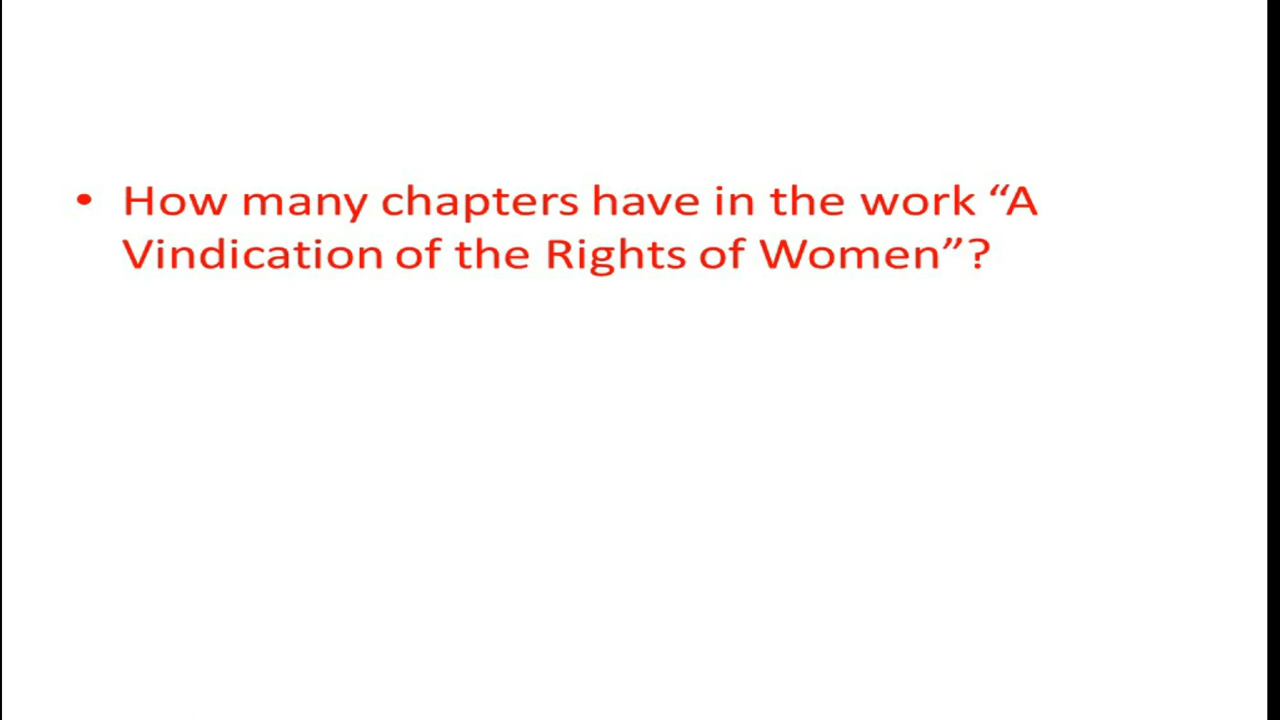 • How many chapters have in the work “A
Vindication of the Rights of Women”?